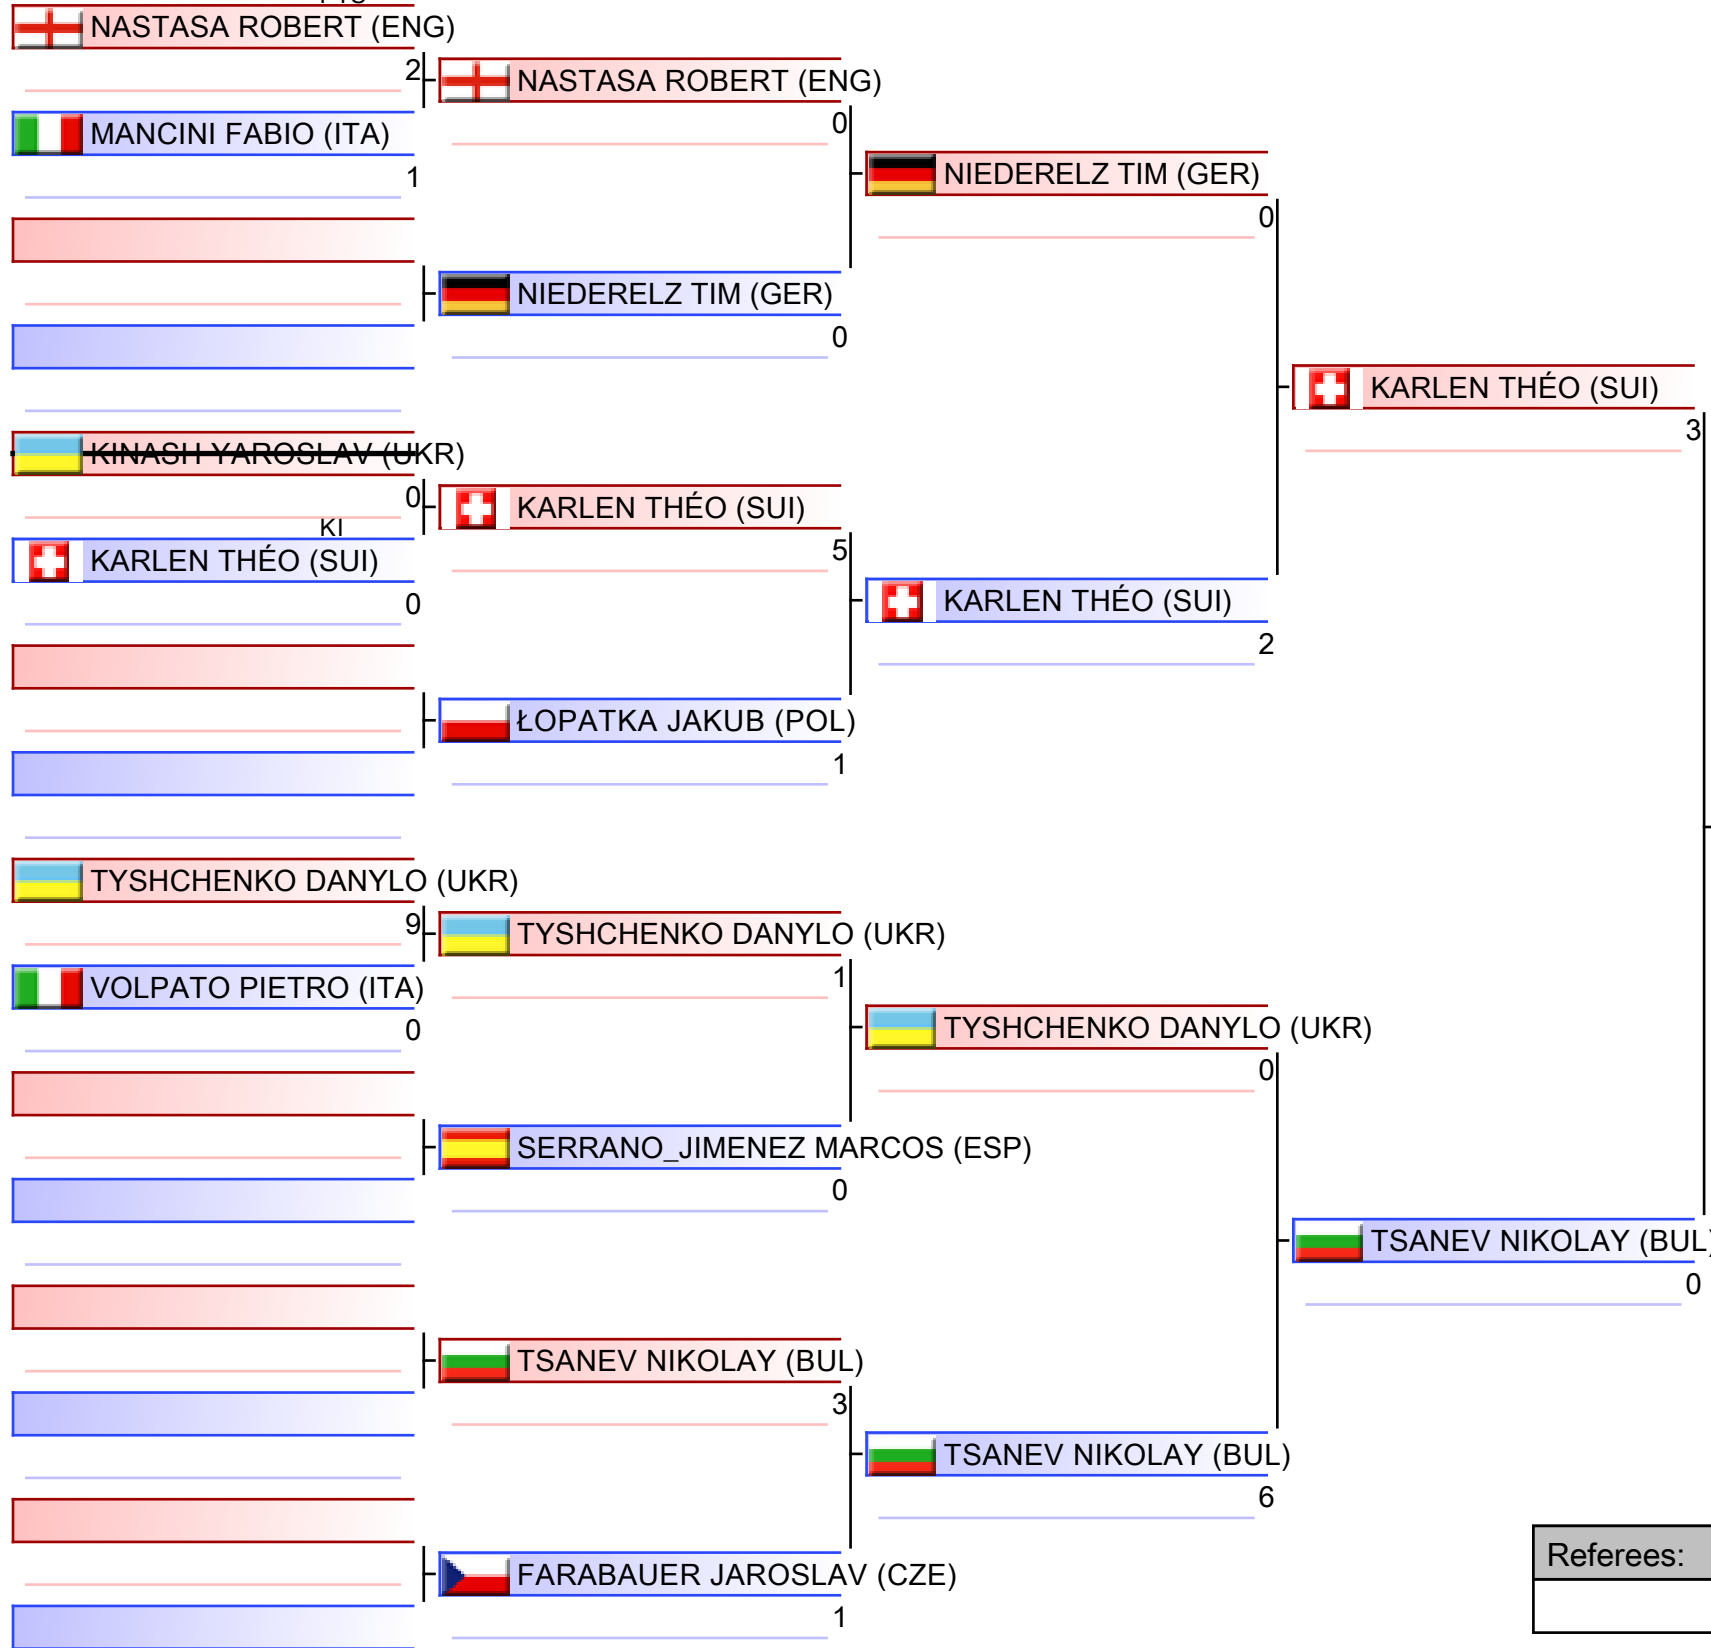 NASTASA ROBERT (ENG)
2
MANCINI FABIO (ITA)
1
KINASH YAROSLAV (UKR)
0
KI
KARLEN THÉO (SUI)
0
TYSHCHENKO DANYLO (UKR)
9
VOLPATO PIETRO (ITA)
0
NASTASA ROBERT (ENG)
0
NIEDERELZ TIM (GER)
0
KARLEN THÉO (SUI)
5
ŁOPATKA JAKUB (POL)
1
TYSHCHENKO DANYLO (UKR)
1
SERRANO_JIMENEZ MARCOS (ESP)
0
TSANEV NIKOLAY (BUL)
3
FARABAUER JAROSLAV (CZE)
1
NIEDERELZ TIM (GER)
0
KARLEN THÉO (SUI)
2
TYSHCHENKO DANYLO (UKR)
0
TSANEV NIKOLAY (BUL)
6
KARLEN THÉO (SUI)
3
TSANEV NIKOLAY (BUL)
0
Referees: